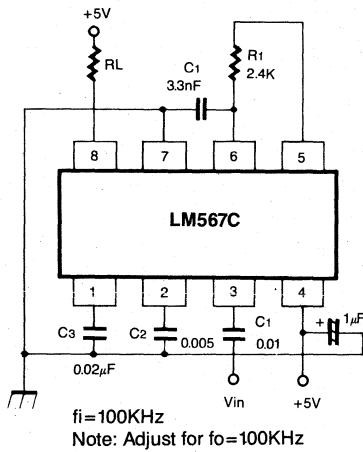 +5V
RL
C1
3.3nF
R1
2.4K
8
7
6
5
LM567C
1
2
3
4
C3
C2
C1
+
1µF
0.02µF
0.005
0.01
Vin
+5V
fi=100KHz
Note: Adjust for fo=100KHz